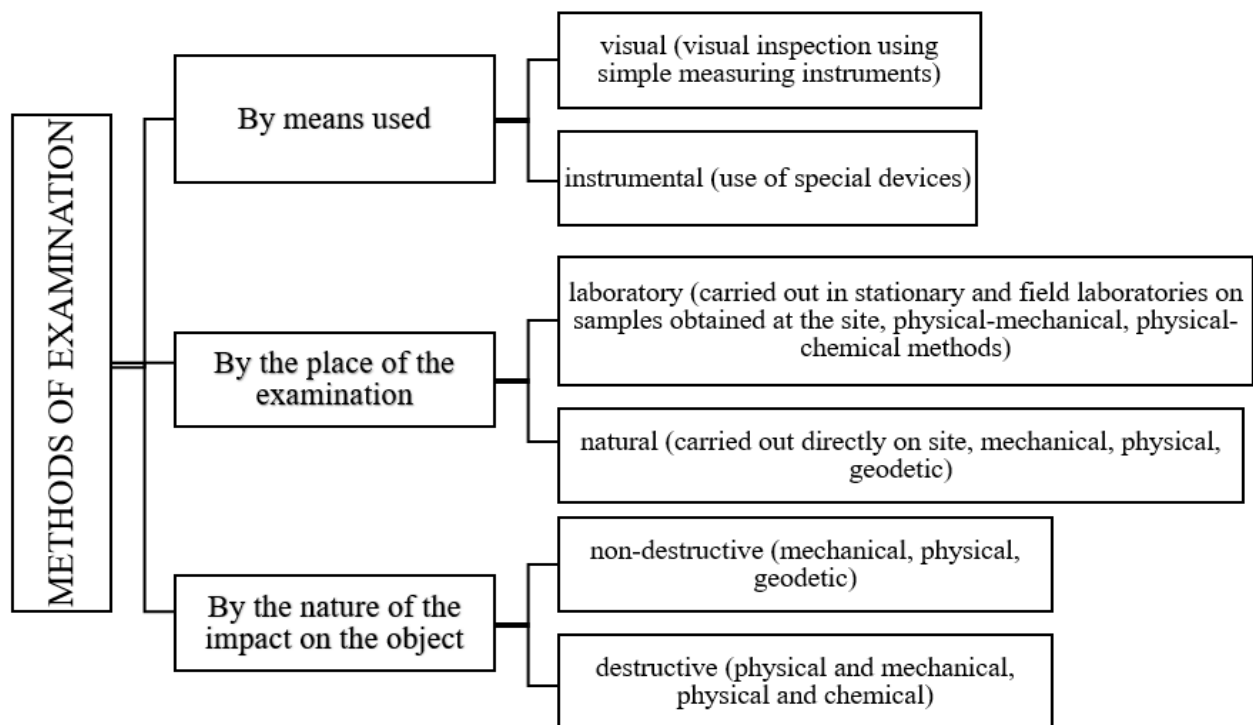 METHODS OF EXAMINATION
By means used
visual (visual inspection using
simple measuring instruments)
instrumental (use of special devices)
By the place of the
examination
laboratory (carried out in stationary and field laboratories on
samples obtained at the site, physical-mechanical, physical-
chemical methods)
natural (carried out directly on site, mechanical, physical,
geodetic)
By the nature of the
impact on the object
non-destructive (mechanical, physical,
geodetic)
destructive (physical and mechanical,
physical and chemical)